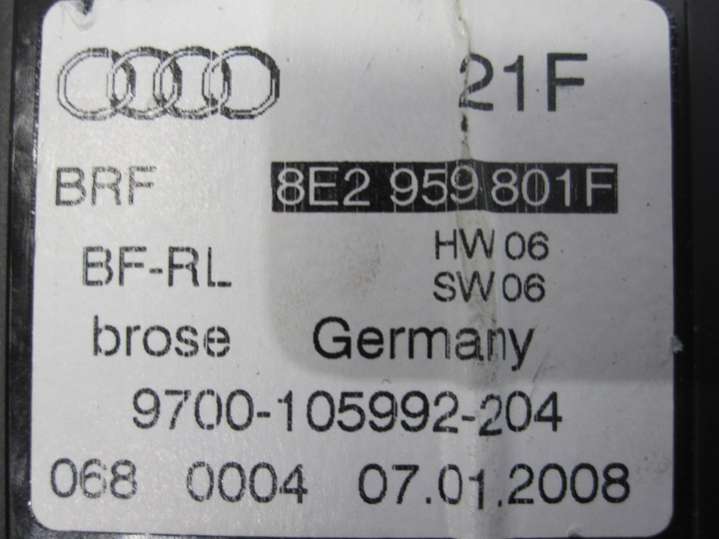 21F
BRF 8E2 959 801F
BF-RL HW 06
SW 06
brose Germany
9700-105992-204
068 0004 07.01.2008